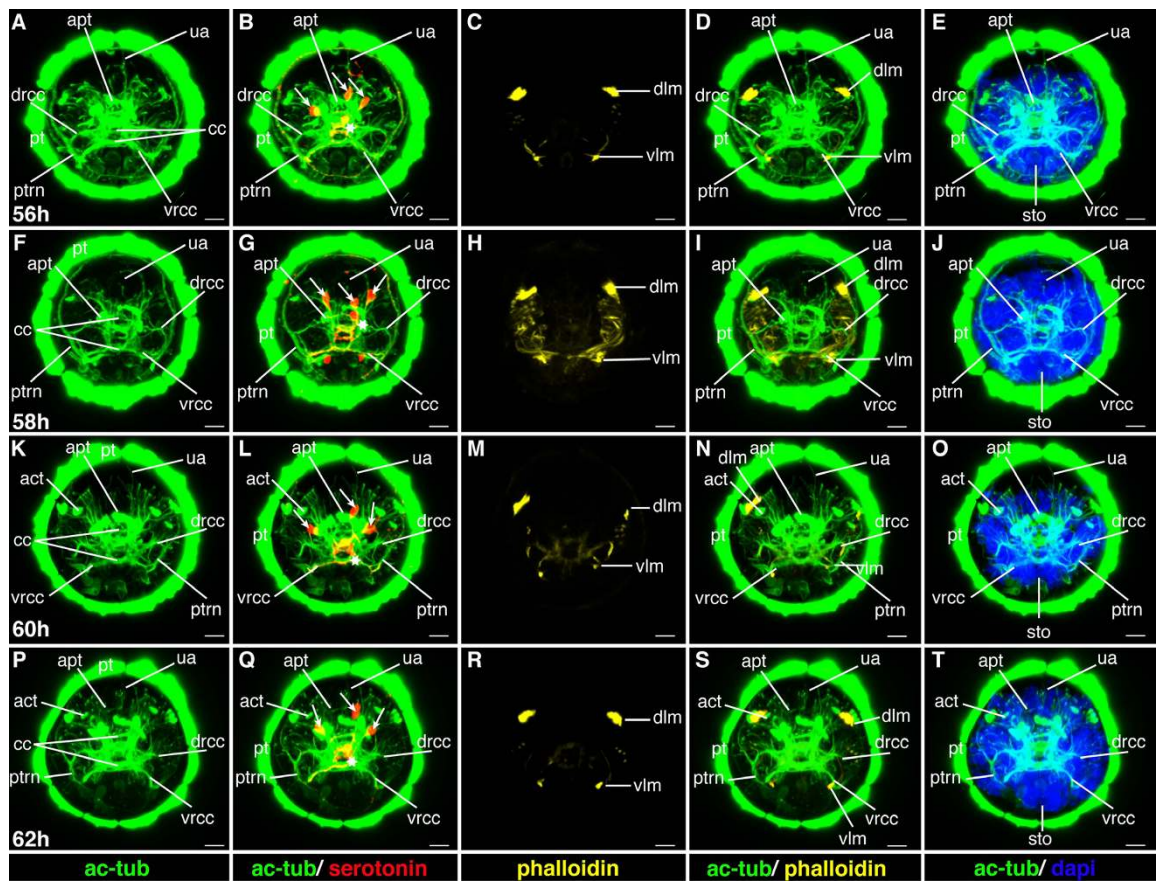 A apt ua drcc cc pt ptrn vrcc 56h
B apt ua drcc pt ptrn vrcc
C dlm vlm
D apt ua dlm drcc pt vlm ptrn vrcc
E apt ua drcc pt ptrn vrcc sto
F pt ua apt drcc cc pt ptrn vrcc 58h
G ua apt drcc pt ptrn vrcc
H dlm vlm
I ua dlm apt drcc pt vlm ptrn vrcc
J ua apt drcc pt ptrn vrcc sto
K apt pt ua act pt drcc cc vrcc ptrn 60h
L apt ua act drcc pt vrcc ptrn
M dlm vlm
N apt dlm ua act drcc pt vlm vrcc ptrn
O apt ua act drcc pt vrcc ptrn sto
P pt ua apt act cc pt drcc ptrn vrcc 62h
Q ua apt act pt drcc ptrn vrcc
R dlm vlm
S ua apt act dlm drcc pt ptrn vrcc vlm
T ua apt act pt drcc ptrn vrcc sto
ac-tub
ac-tub/ serotonin
phalloidin
ac-tub/ phalloidin
ac-tub/ dapi